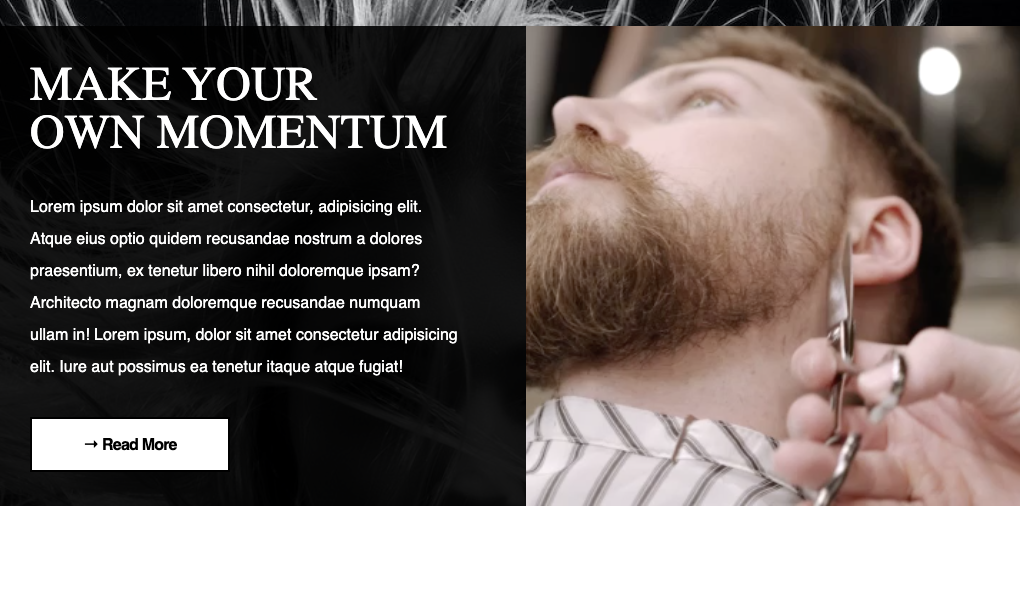 MAKE YOUR
OWN MOMENTUM
Lorem ipsum dolor sit amet consectetur, adipisicing elit.
Atque eius optio quidem recusandae nostrum a dolores
praesentium, ex tenetur libero nihil doloremque ipsam?
Architecto magnam doloremque recusandae numquam
ullam in! Lorem ipsum, dolor sit amet consectetur adipisicing
elit. Iure aut possimus ea tenetur itaque atque fugiat!
→ Read More